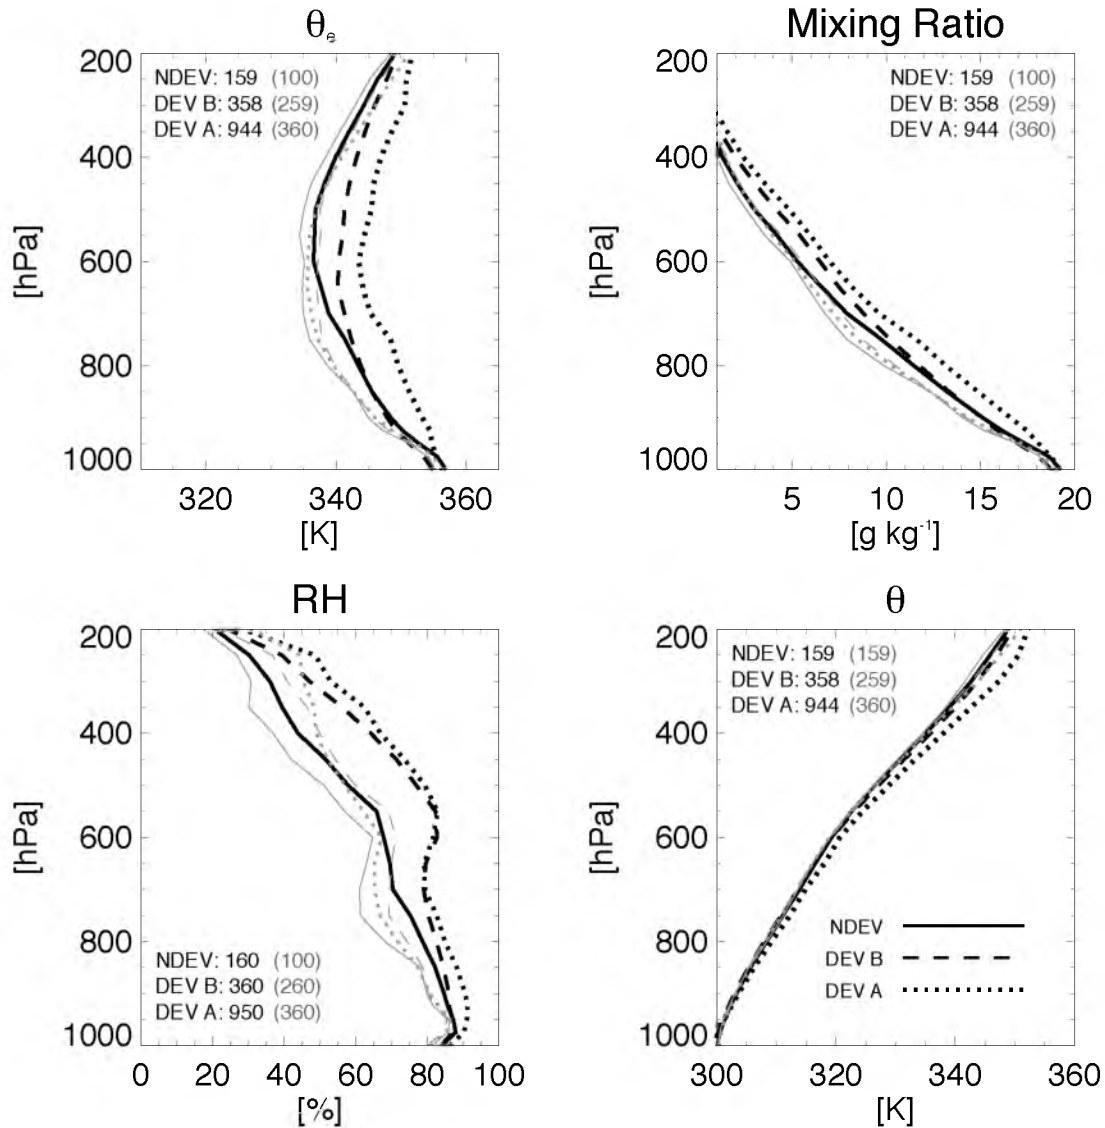 θe
200
400
600
800
1000
[hPa]
NDEV: 159 (100)
DEV B: 358 (259)
DEV A: 944 (360)
320
340
360
[K]
Mixing Ratio
200
400
600
800
1000
[hPa]
NDEV: 159 (100)
DEV B: 358 (259)
DEV A: 944 (360)
5
10
15
20
[g kg⁻¹]
RH
200
400
600
800
1000
[hPa]
NDEV: 160 (100)
DEV B: 360 (260)
DEV A: 950 (360)
0
20
40
60
80
100
[%]
θ
200
400
600
800
1000
[hPa]
NDEV: 159 (159)
DEV B: 358 (259)
DEV A: 944 (360)
NDEV
DEV B
DEV A
300
320
340
360
[K]